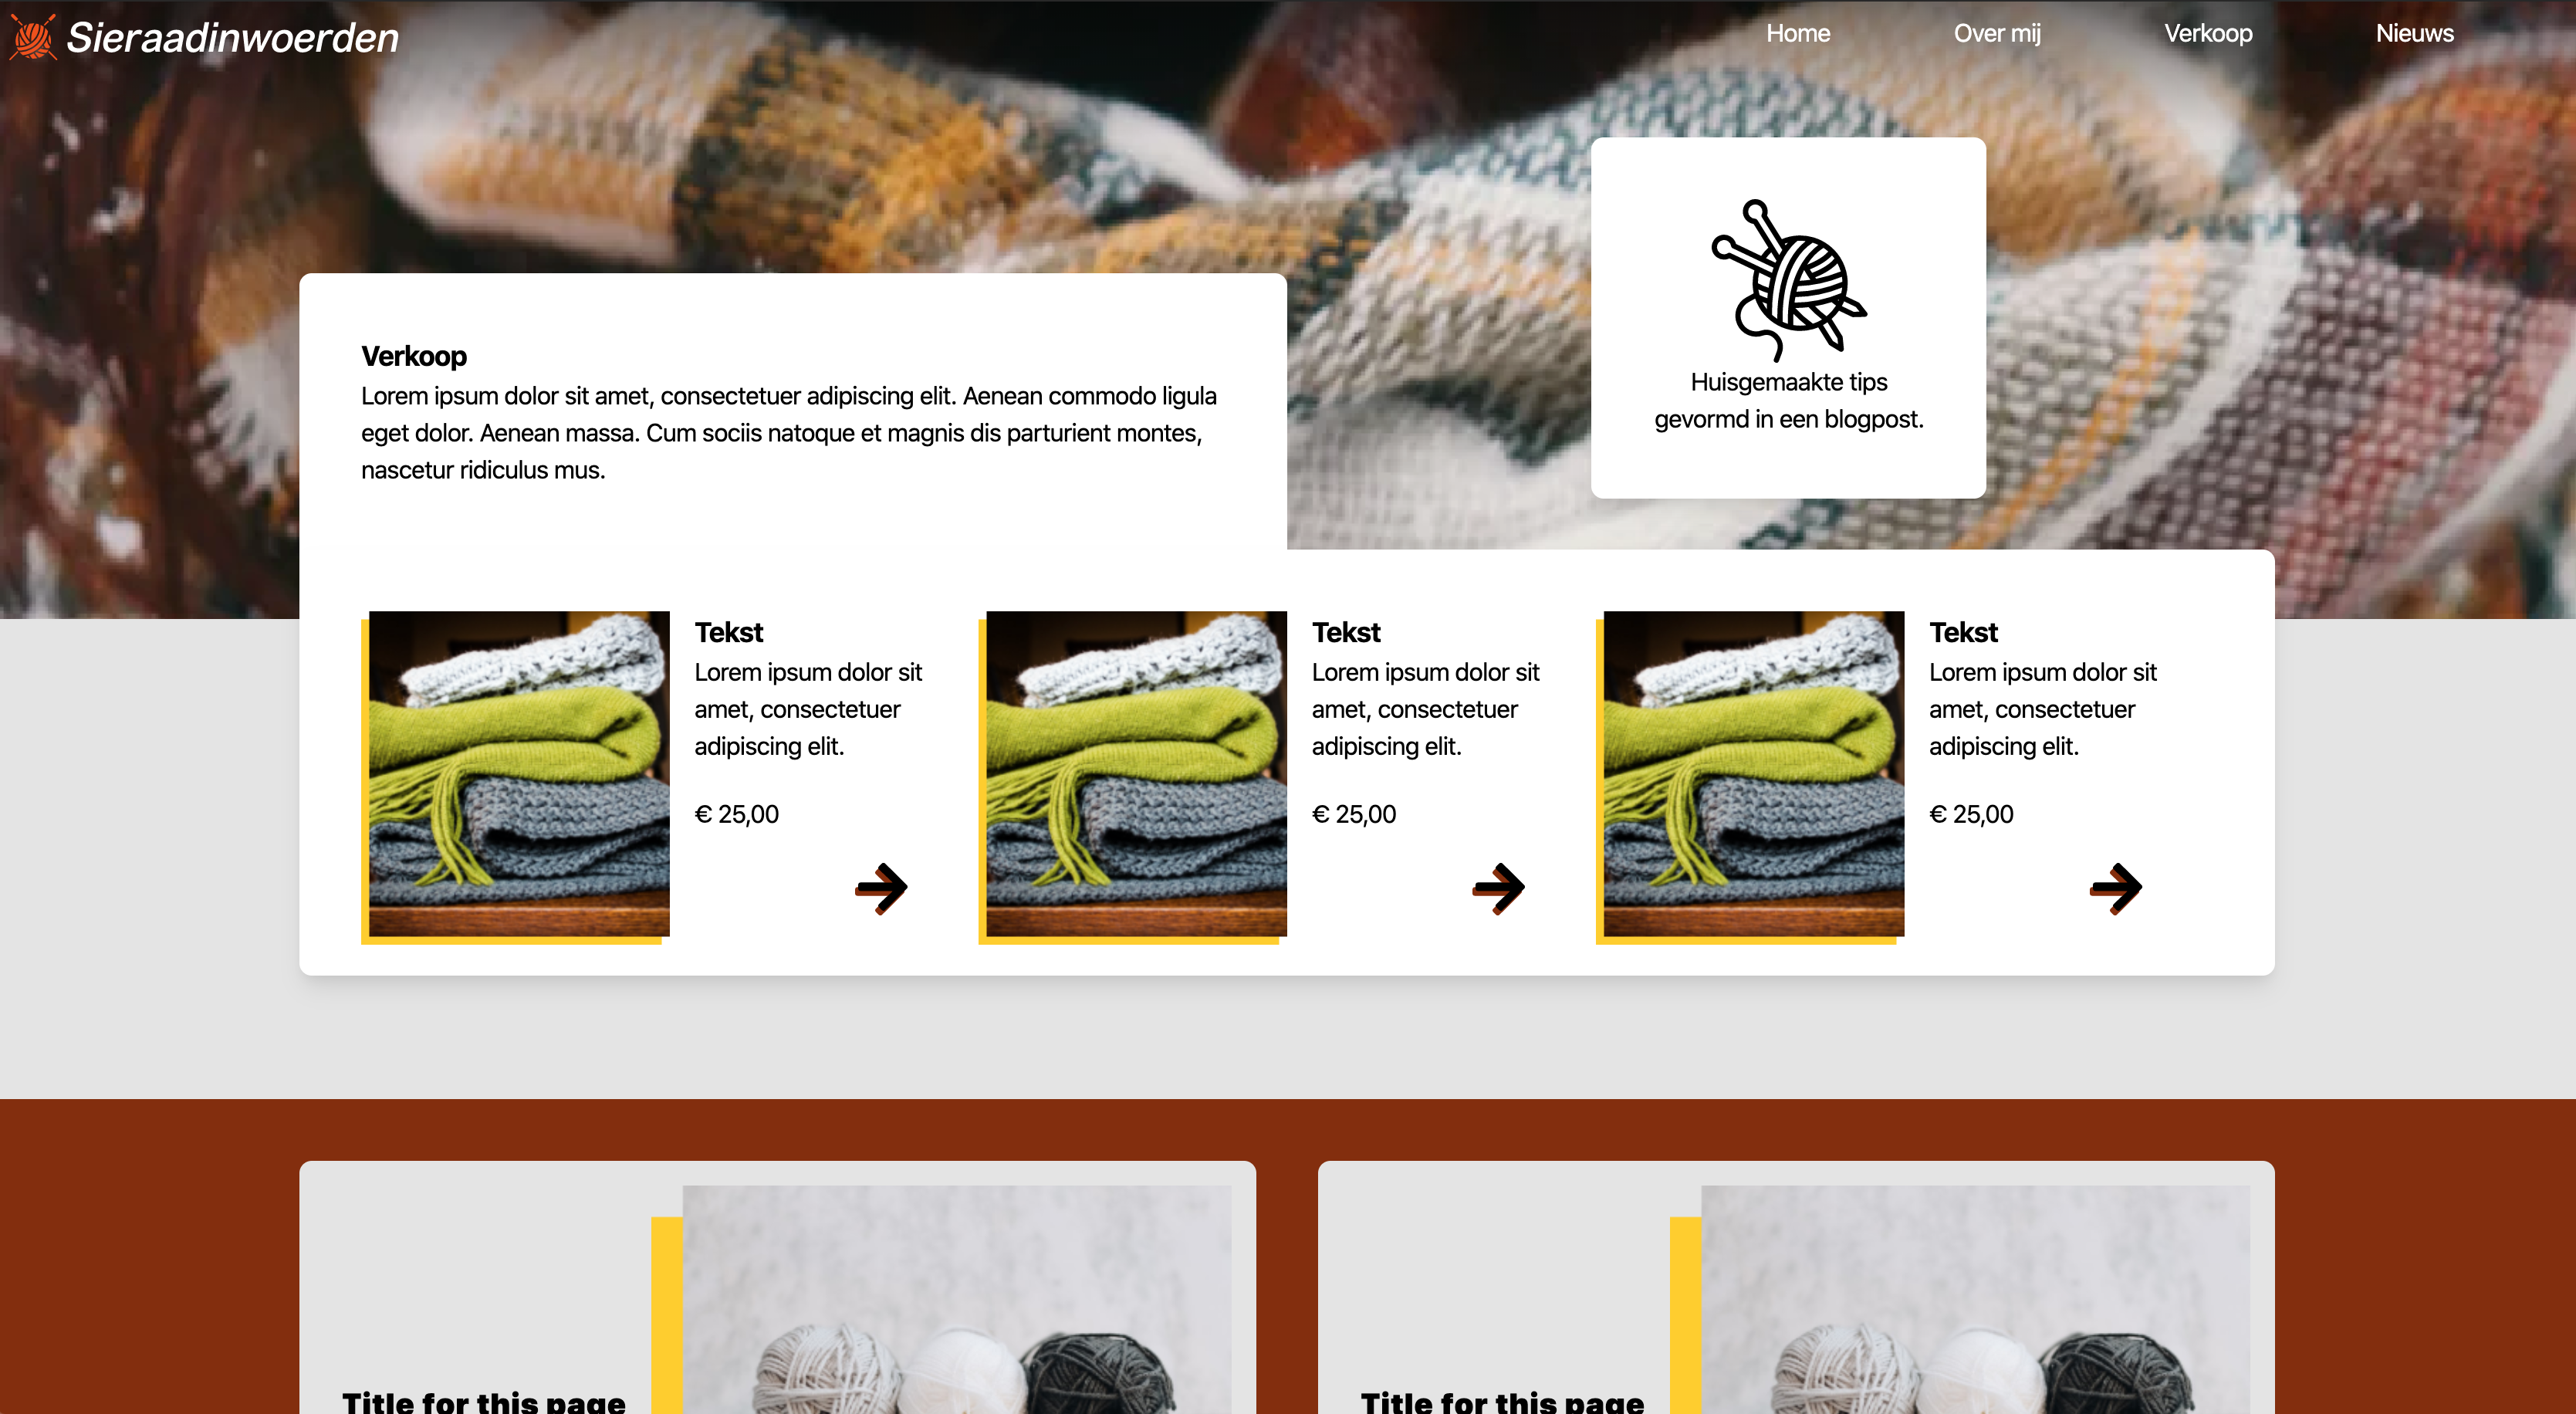 Sieraadinwoerden
Home
Over mij
Verkoop
Nieuws
Huisgemaakte tips
gevormd in een blogpost.
Verkoop
Lorem ipsum dolor sit amet, consectetuer adipiscing elit. Aenean commodo ligula
eget dolor. Aenean massa. Cum sociis natoque et magnis dis parturient montes,
nascetur ridiculus mus.
Tekst
Lorem ipsum dolor sit
amet, consectetuer
adipiscing elit.
€ 25,00
Tekst
Lorem ipsum dolor sit
amet, consectetuer
adipiscing elit.
€ 25,00
Tekst
Lorem ipsum dolor sit
amet, consectetuer
adipiscing elit.
€ 25,00
Title for this page
Title for this page